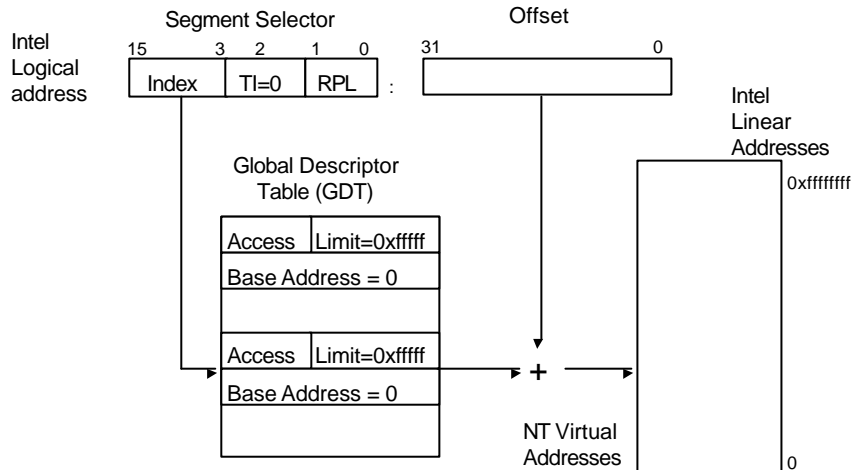 Segment Selector
Offset
Intel
Logical
address
15 3 2 1 0
31 0
Index TI=0 RPL :
Intel
Linear
Addresses
0xffffffff
Global Descriptor
Table (GDT)
Access Limit=0xfffff
Base Address = 0
Access Limit=0xfffff
Base Address = 0
+
NT Virtual
Addresses
0